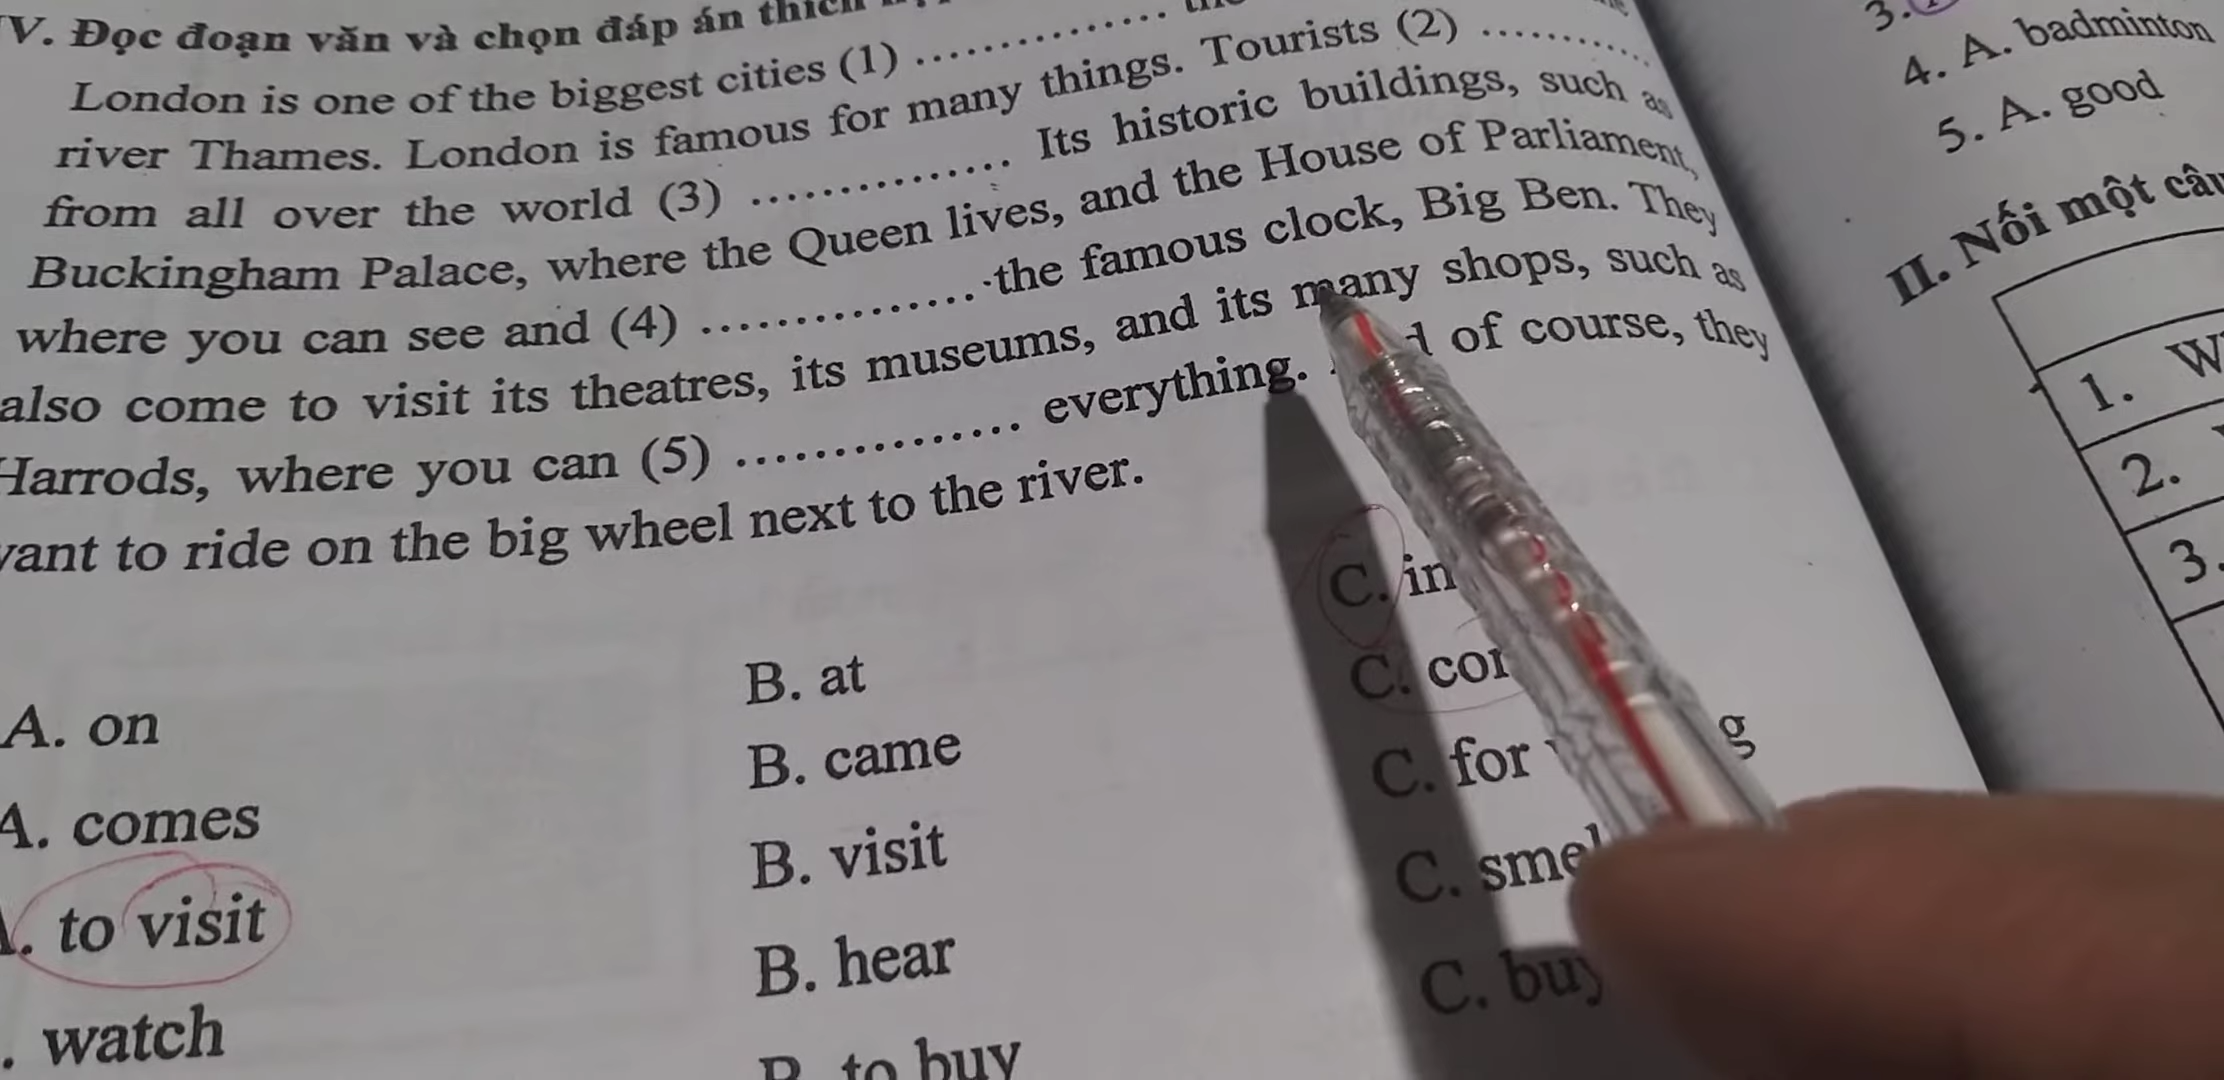 V. Đọc đoạn văn và chọn đáp án
London is one of the biggest cities (1) ...............
river Thames. London is famous for many things. Tourists (2) ............
from all over the world (3) ............... Its historic buildings, such as
Buckingham Palace, where the Queen lives, and the House of Parliament,
where you can see and (4) ............... the famous clock, Big Ben. They
also come to visit its theatres, its museums, and its many shops, such as
Harrods, where you can (5) ............... everything. of course, they
want to ride on the big wheel next to the river.
A. on B. at C. in
A. comes B. came C.
A. to visit B. visit C. for
watch B. hear C.
to buy C. buy
3.
4. A. badminton
5. A. good
II. Nối một câu
1. W
2.
3.